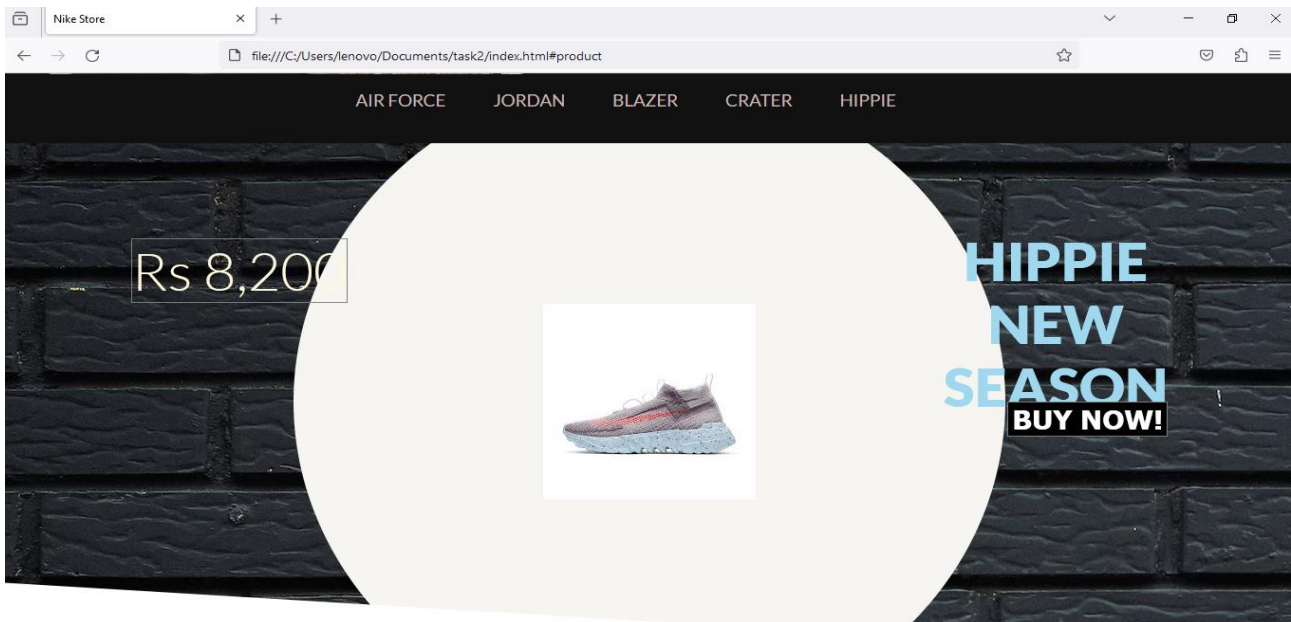 Nike Store
file:///C:/Users/lenovo/Documents/task2/index.html#product
AIR FORCE JORDAN BLAZER CRATER HIPPIE
Rs 8,200
HIPPIE
NEW
SEASON
BUY NOW!